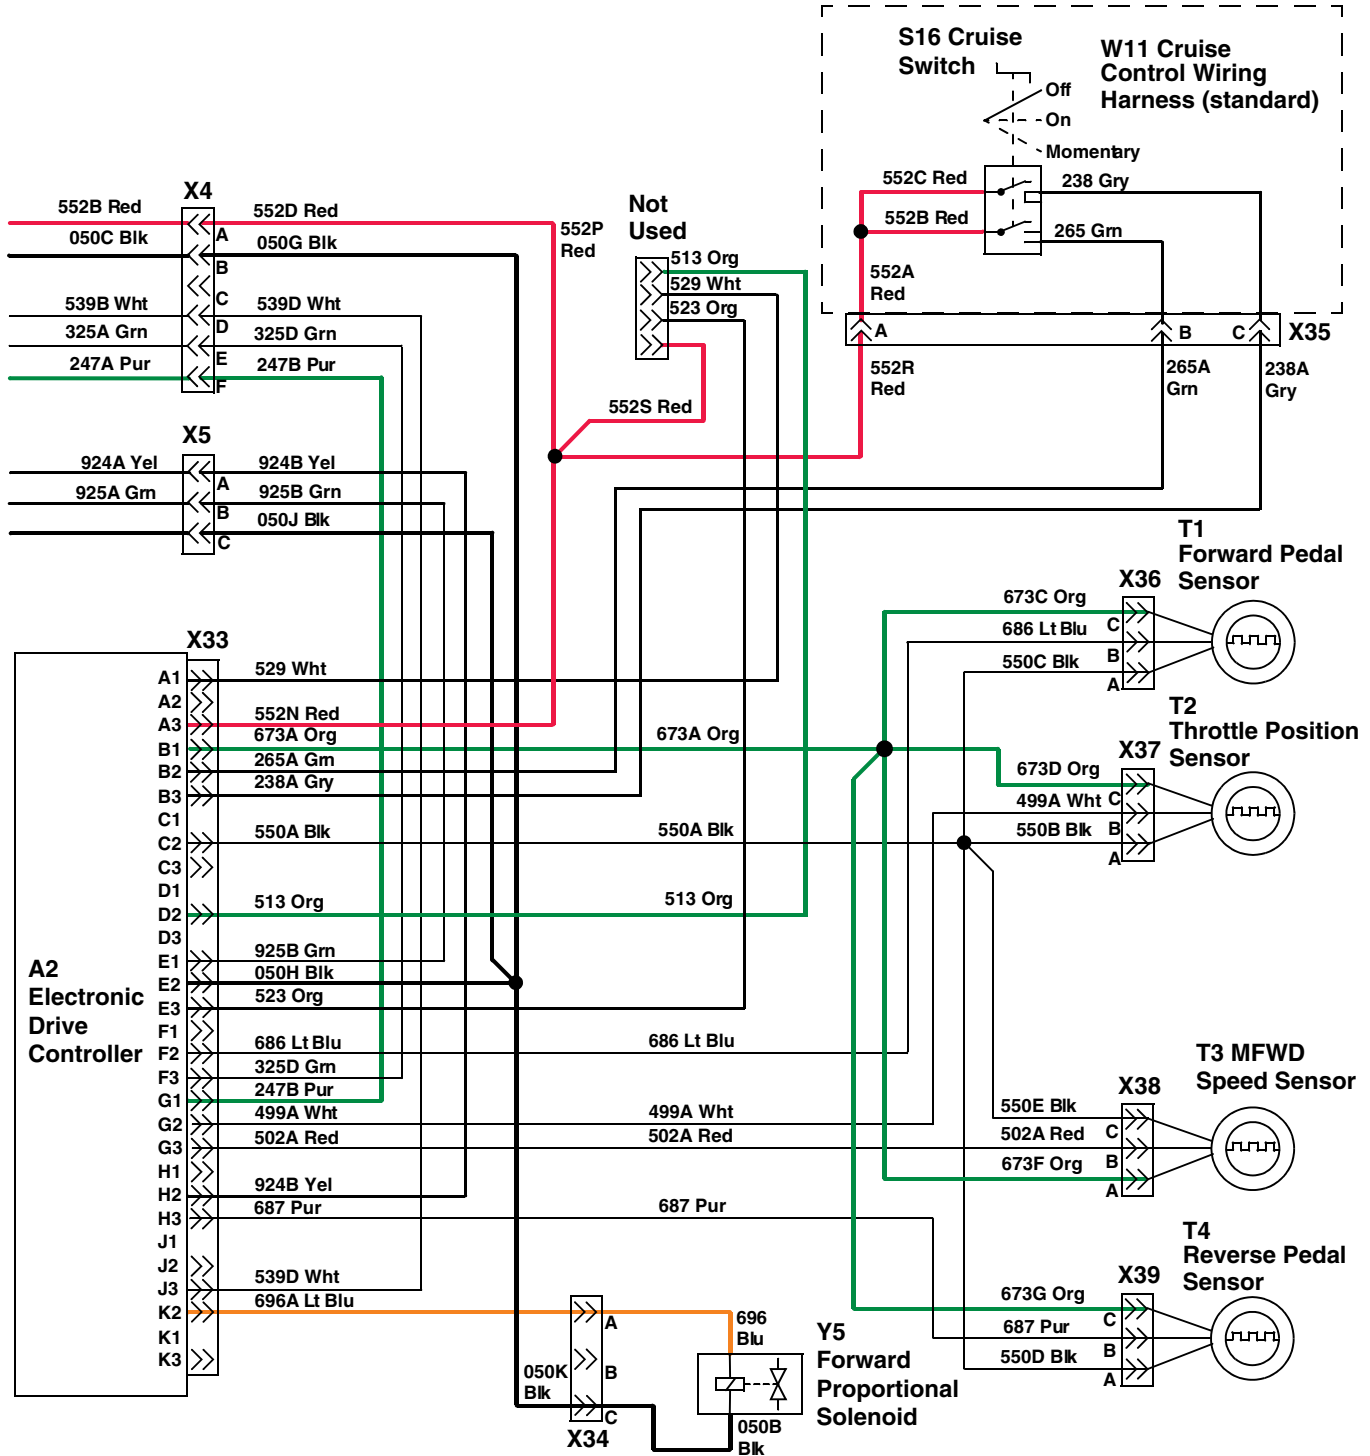 S16 Cruise
Switch
W11 Cruise
Control Wiring
Harness (standard)
Off
On
Momentary
552C Red
238 Gry
552B Red
265 Grn
552A
Red
A
B
C
X35
552R
Red
265A
Grn
238A
Gry
X4
552B Red
552D Red
A
050C Blk
050G Blk
B
C
539B Wht
539D Wht
D
325A Grn
325D Grn
E
247A Pur
247B Pur
F
552P
Red
Not
Used
513 Org
529 Wht
523 Org
552S Red
X5
924A Yel
924B Yel
A
925A Grn
925B Grn
B
050J Blk
C
X33
A1
529 Wht
A2
A3
552N Red
B1
673A Org
673A Org
B2
265A Grn
B3
238A Gry
C1
C2
550A Blk
550A Blk
C3
D1
D2
513 Org
513 Org
D3
E1
925B Grn
E2
050H Blk
E3
523 Org
F1
F2
686 Lt Blu
686 Lt Blu
F3
325D Grn
G1
247B Pur
G2
499A Wht
499A Wht
G3
502A Red
502A Red
H1
H2
924B Yel
H3
687 Pur
687 Pur
J1
J2
J3
539D Wht
K2
696A Lt Blu
K1
K3
A2
Electronic
Drive
Controller
T1
Forward Pedal
Sensor
X36
673C Org
C
686 Lt Blu
B
550C Blk
A
T2
Throttle Position
Sensor
X37
673D Org
C
499A Wht
B
550B Blk
A
T3 MFWD
Speed Sensor
X38
550E Blk
C
502A Red
B
673F Org
A
T4
Reverse Pedal
Sensor
X39
673G Org
C
687 Pur
B
550D Blk
A
A
B
C
X34
050K
Blk
696
Blu
050B
Blk
Y5
Forward
Proportional
Solenoid